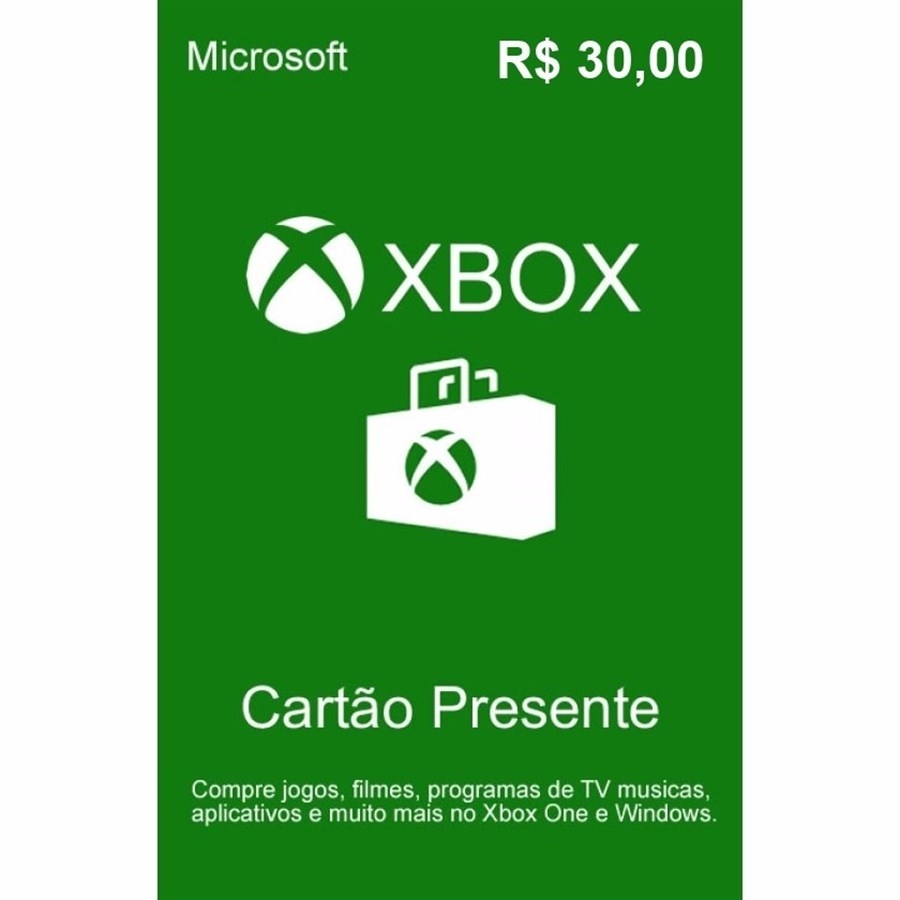 Microsoft
R$ 30,00
XBOX
Cartão Presente
Compre jogos, filmes, programas de TV musicas,
aplicativos e muito mais no Xbox One e Windows.